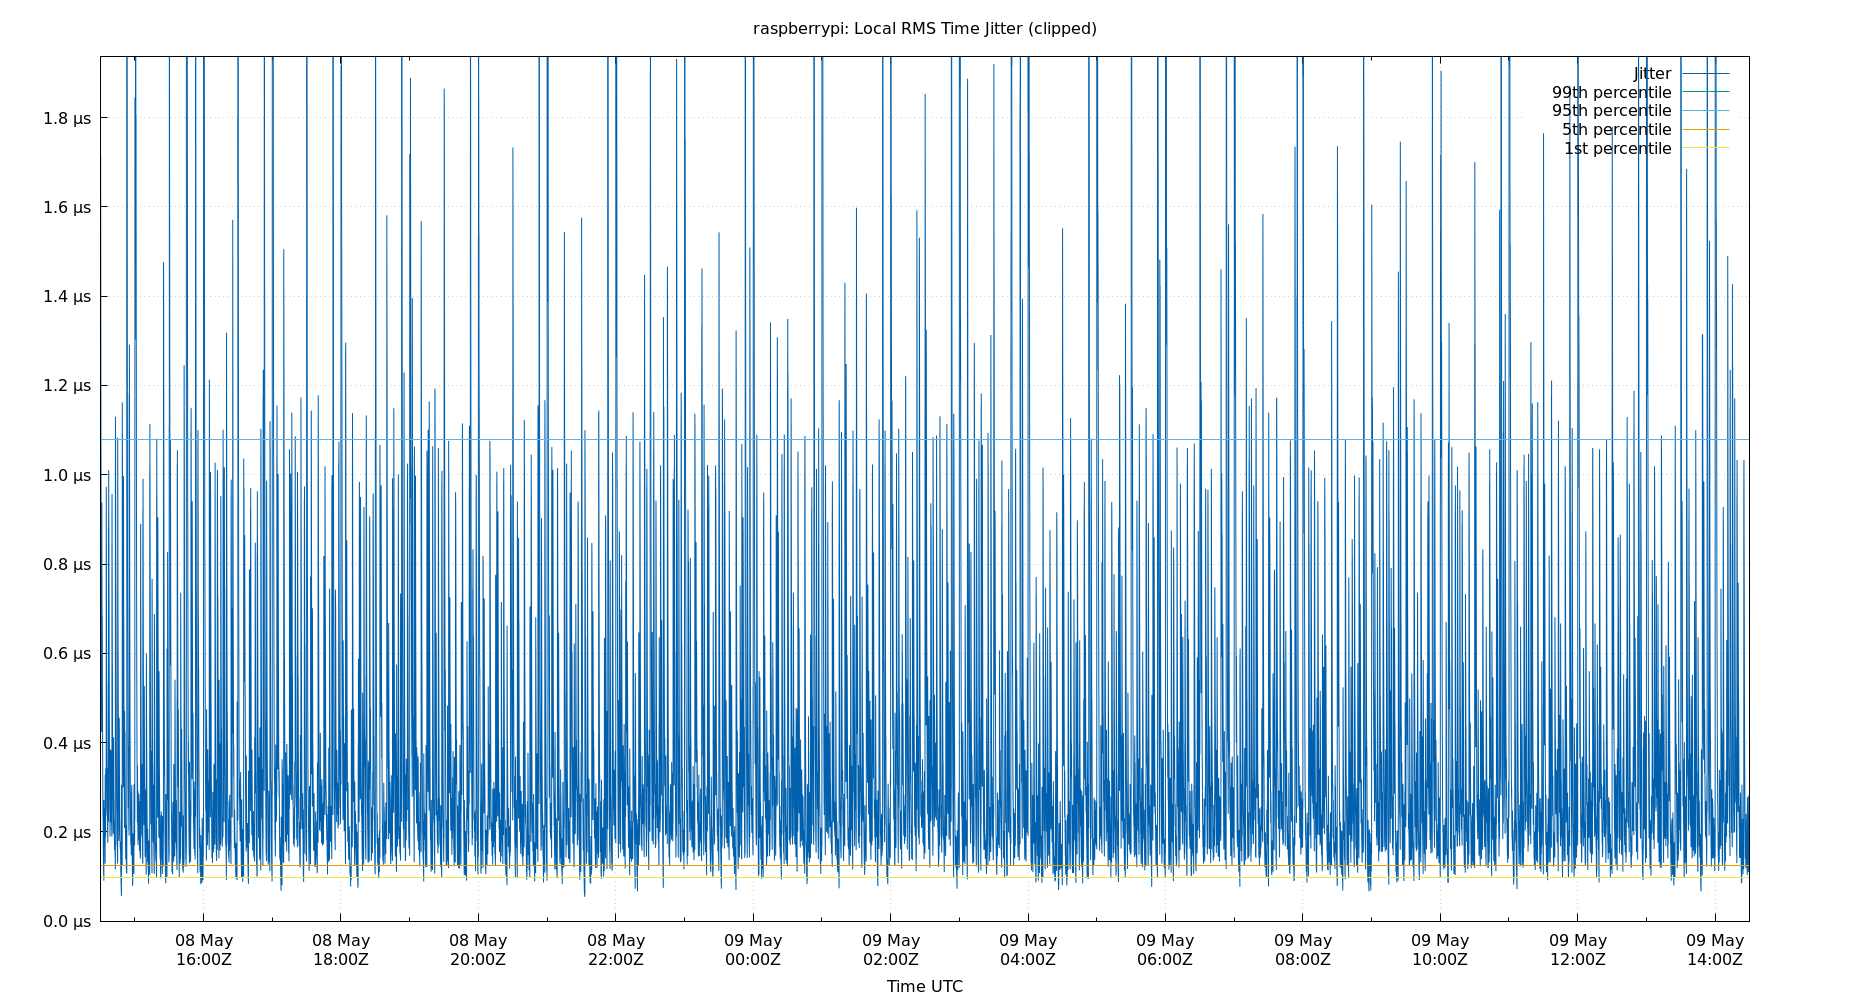 raspberrypi: Local RMS Time Jitter (clipped)
Jitter
99th percentile
95th percentile
5th percentile
1st percentile
1.8 μs
1.6 μs
1.4 μs
1.2 μs
1.0 μs
0.8 μs
0.6 μs
0.4 μs
0.2 μs
0.0 μs
08 May 08 May 08 May 08 May 09 May 09 May 09 May 09 May 09 May 09 May 09 May 09 May
16:00Z 18:00Z 20:00Z 22:00Z 00:00Z 02:00Z 04:00Z 06:00Z 08:00Z 10:00Z 12:00Z 14:00Z
Time UTC